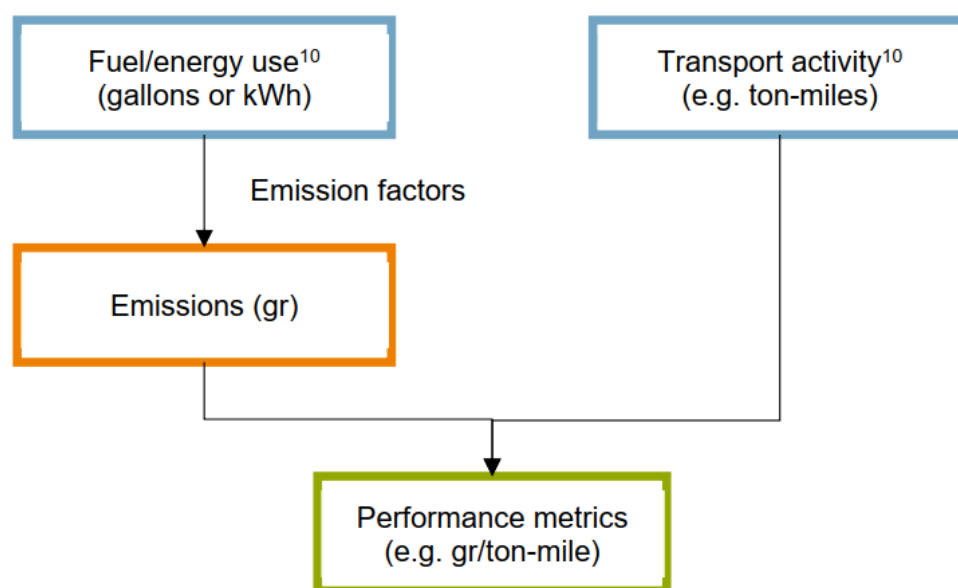 Fuel/energy use¹⁰
(gallons or kWh)
Transport activity¹⁰
(e.g. ton-miles)
Emission factors
Emissions (gr)
Performance metrics
(e.g. gr/ton-mile)